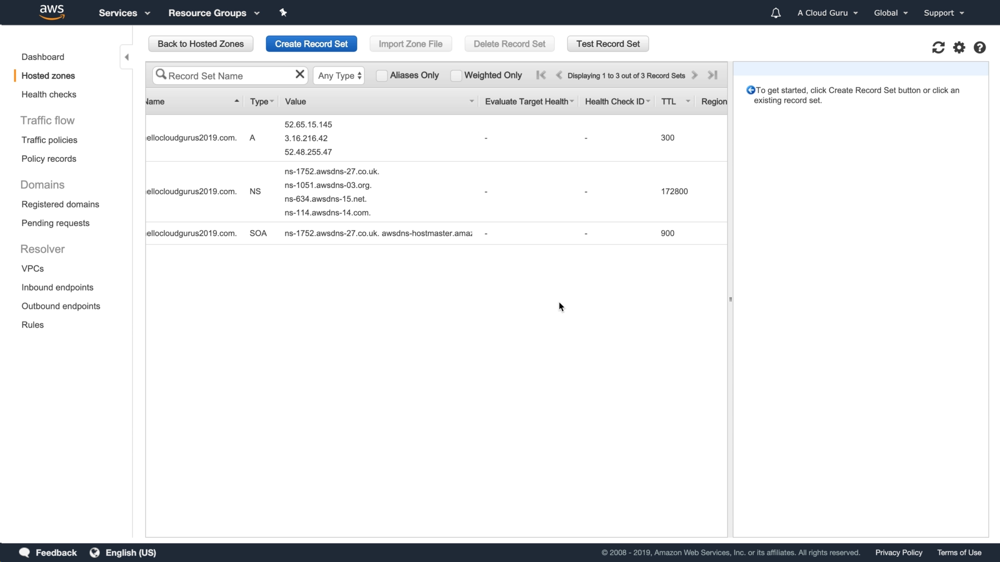 aws
Services
Resource Groups
A Cloud Guru
Global
Support
Dashboard
Hosted zones
Health checks
Traffic flow
Traffic policies
Policy records
Domains
Registered domains
Pending requests
Resolver
VPCs
Inbound endpoints
Outbound endpoints
Rules
Back to Hosted Zones
Create Record Set
Import Zone File
Delete Record Set
Test Record Set
Record Set Name
Any Type
Aliases Only
Weighted Only
Displaying 1 to 3 out of 3 Record Sets
Name Type Value Evaluate Target Health Health Check ID TTL Region
ellocloudgurus2019.com. A
52.65.15.145
3.16.216.42
52.48.255.47
- - 300
ellocloudgurus2019.com. NS
ns-1752.awsdns-27.co.uk.
ns-1051.awsdns-03.org.
ns-634.awsdns-15.net.
ns-114.awsdns-14.com.
- - 172800
ellocloudgurus2019.com. SOA ns-1752.awsdns-27.co.uk. awsdns-hostmaster.amaz - - 900
To get started, click Create Record Set button or click an
existing record set.
Feedback
English (US)
© 2008 - 2019, Amazon Web Services, Inc. or its affiliates. All rights reserved.
Privacy Policy
Terms of Use